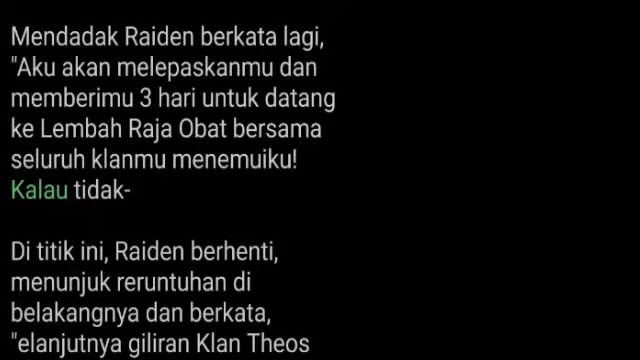 Mendadak Raiden berkata lagi,
"Aku akan melepaskanmu dan
memberimu 3 hari untuk datang
ke Lembah Raja Obat bersama
seluruh klanmu menemuiku!
Kalau tidak-
Di titik ini, Raiden berhenti,
menunjuk reruntuhan di
belakangnya dan berkata,
"elanjutnya giliran Klan Theos